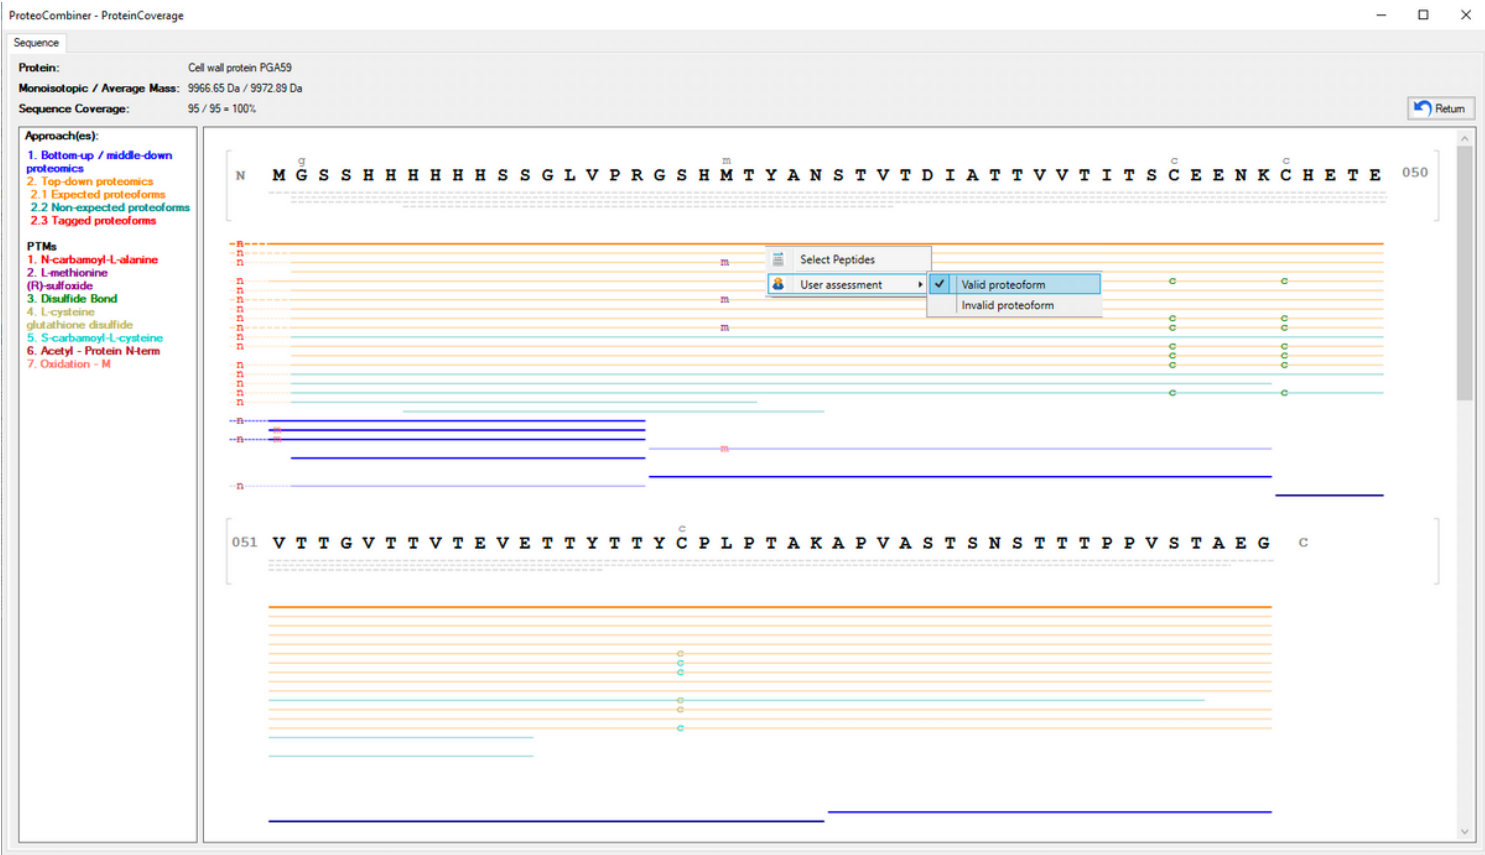 ProteoCombiner - ProteinCoverage
Sequence
Protein: Cell wall protein PGA59
Monoisotopic / Average Mass: 9966.65 Da / 9972.89 Da
Sequence Coverage: 95 / 95 = 100%
Return
Approach(es):
1. Bottom-up / middle-down
proteomics
2. Top-down proteomics
2.1 Expected proteoforms
2.2 Non-expected proteoforms
2.3 Tagged proteoforms
PTMs
1. N-carbamoyl-L-alanine
2. L-methionine
(R)-sulfoxide
3. Disulfide Bond
4. L-cysteine
glutathione disulfide
5. S-carbamoyl-L-cysteine
6. Acetyl - Protein N-term
7. Oxidation - M
g m c c
N M G S S H H H H H H S S G L V P R G S H M T Y A N S T V T D I A T T V V T I T S C E E N K C H E T E 050
n
n
n m
Select Peptides
n c c
User assessment
Valid proteoform
n
n m
Invalid proteoform
n
n c c
n m c c
n
n c c
c c
n c c
n
n
n c c
n
n
m
n m
m
n
c
051 V T T G V T T V T E V E T T Y T T Y C P L P T A K A P V A S T S N S T T T P P V S T A E G C
c
c
c
c
c
c